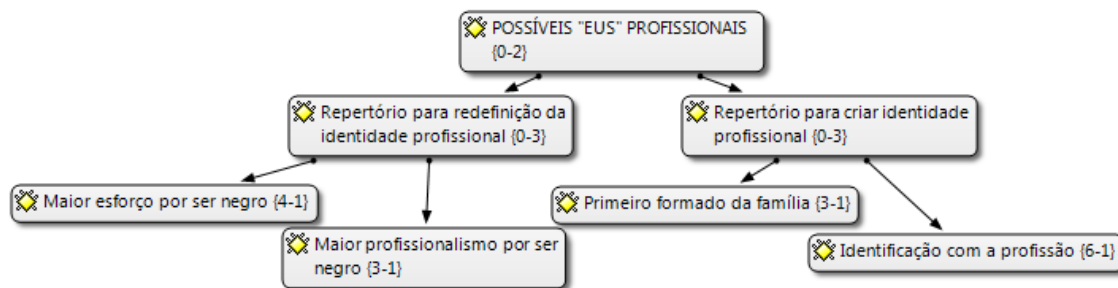 POSSÍVEIS "EUS" PROFISSIONAIS
{0-2}
Repertório para redefinição da
identidade profissional {0-3}
Repertório para criar identidade
profissional {0-3}
Maior esforço por ser negro {4-1}
Primeiro formado da família {3-1}
Maior profissionalismo por ser
negro {3-1}
Identificação com a profissão {6-1}